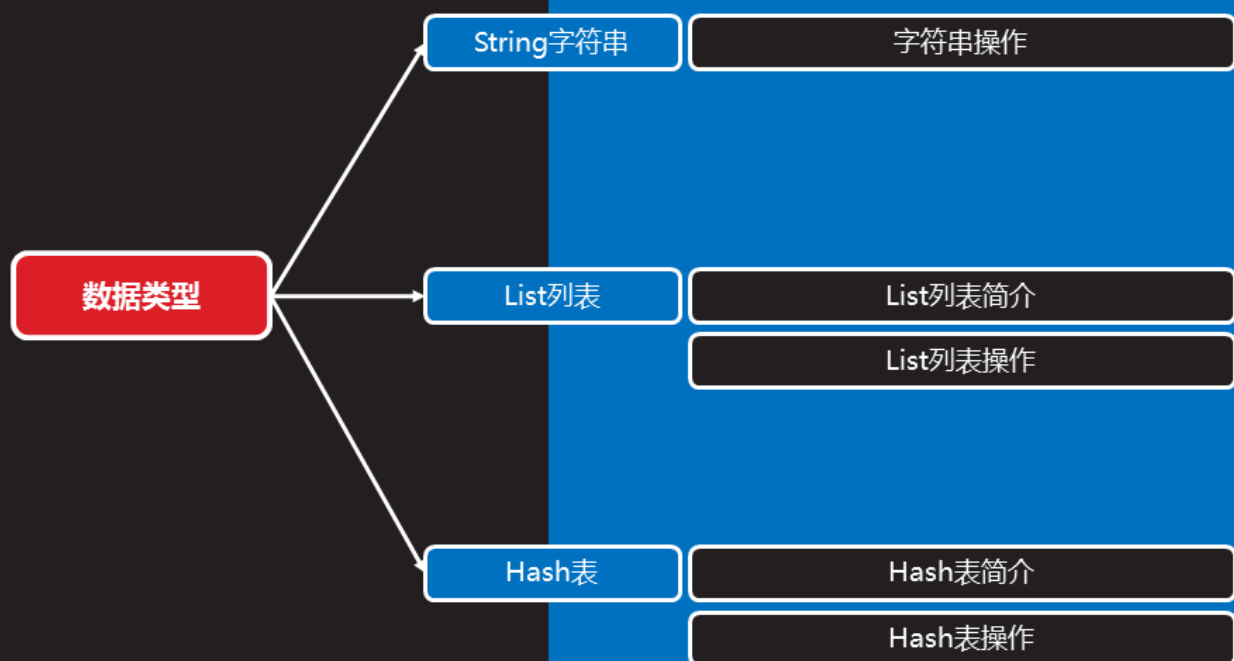 String字符串
字符串操作
数据类型
List列表
List列表简介
List列表操作
Hash表
Hash表简介
Hash表操作